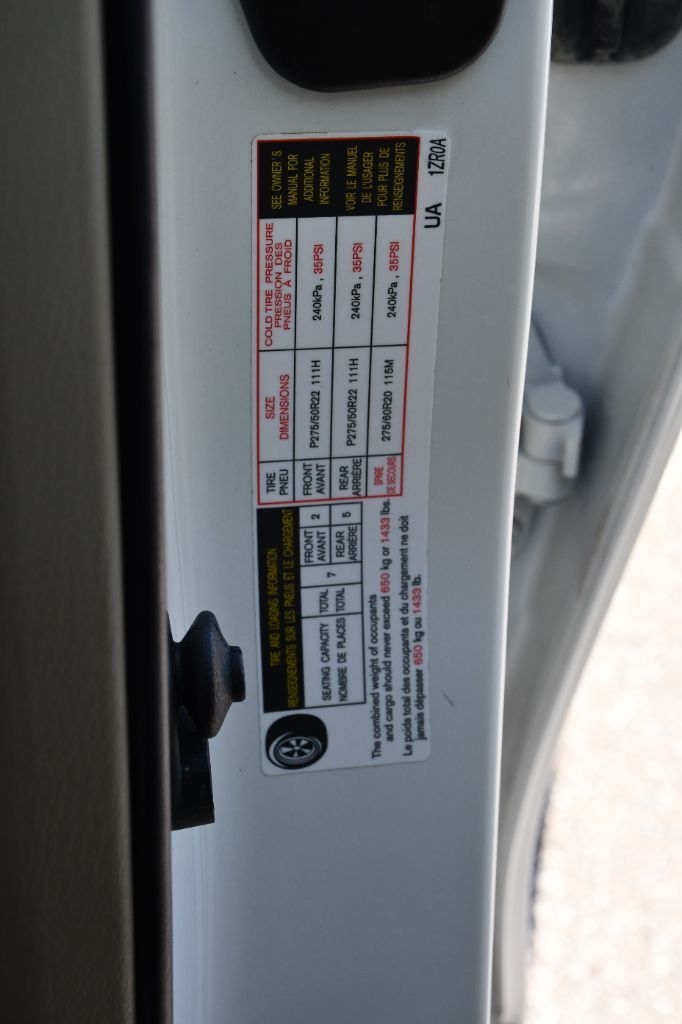 TIRE AND LOADING INFORMATION
RENSEIGNEMENTS SUR LES PNEUS ET LE CHARGEMENT
SEATING CAPACITY
NOMBRE DE PLACES
TOTAL
TOTAL
7
FRONT
AVANT
2
REAR
ARRIÈRE
5
The combined weight of occupants
and cargo should never exceed 650 kg or 1433 lbs.
Le poids total des occupants et du chargement ne doit
jamais dépasser 650 kg ou 1433 lb.
TIRE
PNEU
SIZE
DIMENSIONS
COLD TIRE PRESSURE
PRESSION DES
PNEUS À FROID
FRONT
AVANT
P275/50R22 111H
240kPa , 35PSI
REAR
ARRIÈRE
P275/50R22 111H
240kPa , 35PSI
SPARE
DE SECOURS
275/60R20 115M
240kPa , 35PSI
SEE OWNER'S
MANUAL FOR
ADDITIONAL
INFORMATION
VOIR LE MANUEL
DE L'USAGER
POUR PLUS DE
RENSEIGNEMENTS
UA 1ZR0A